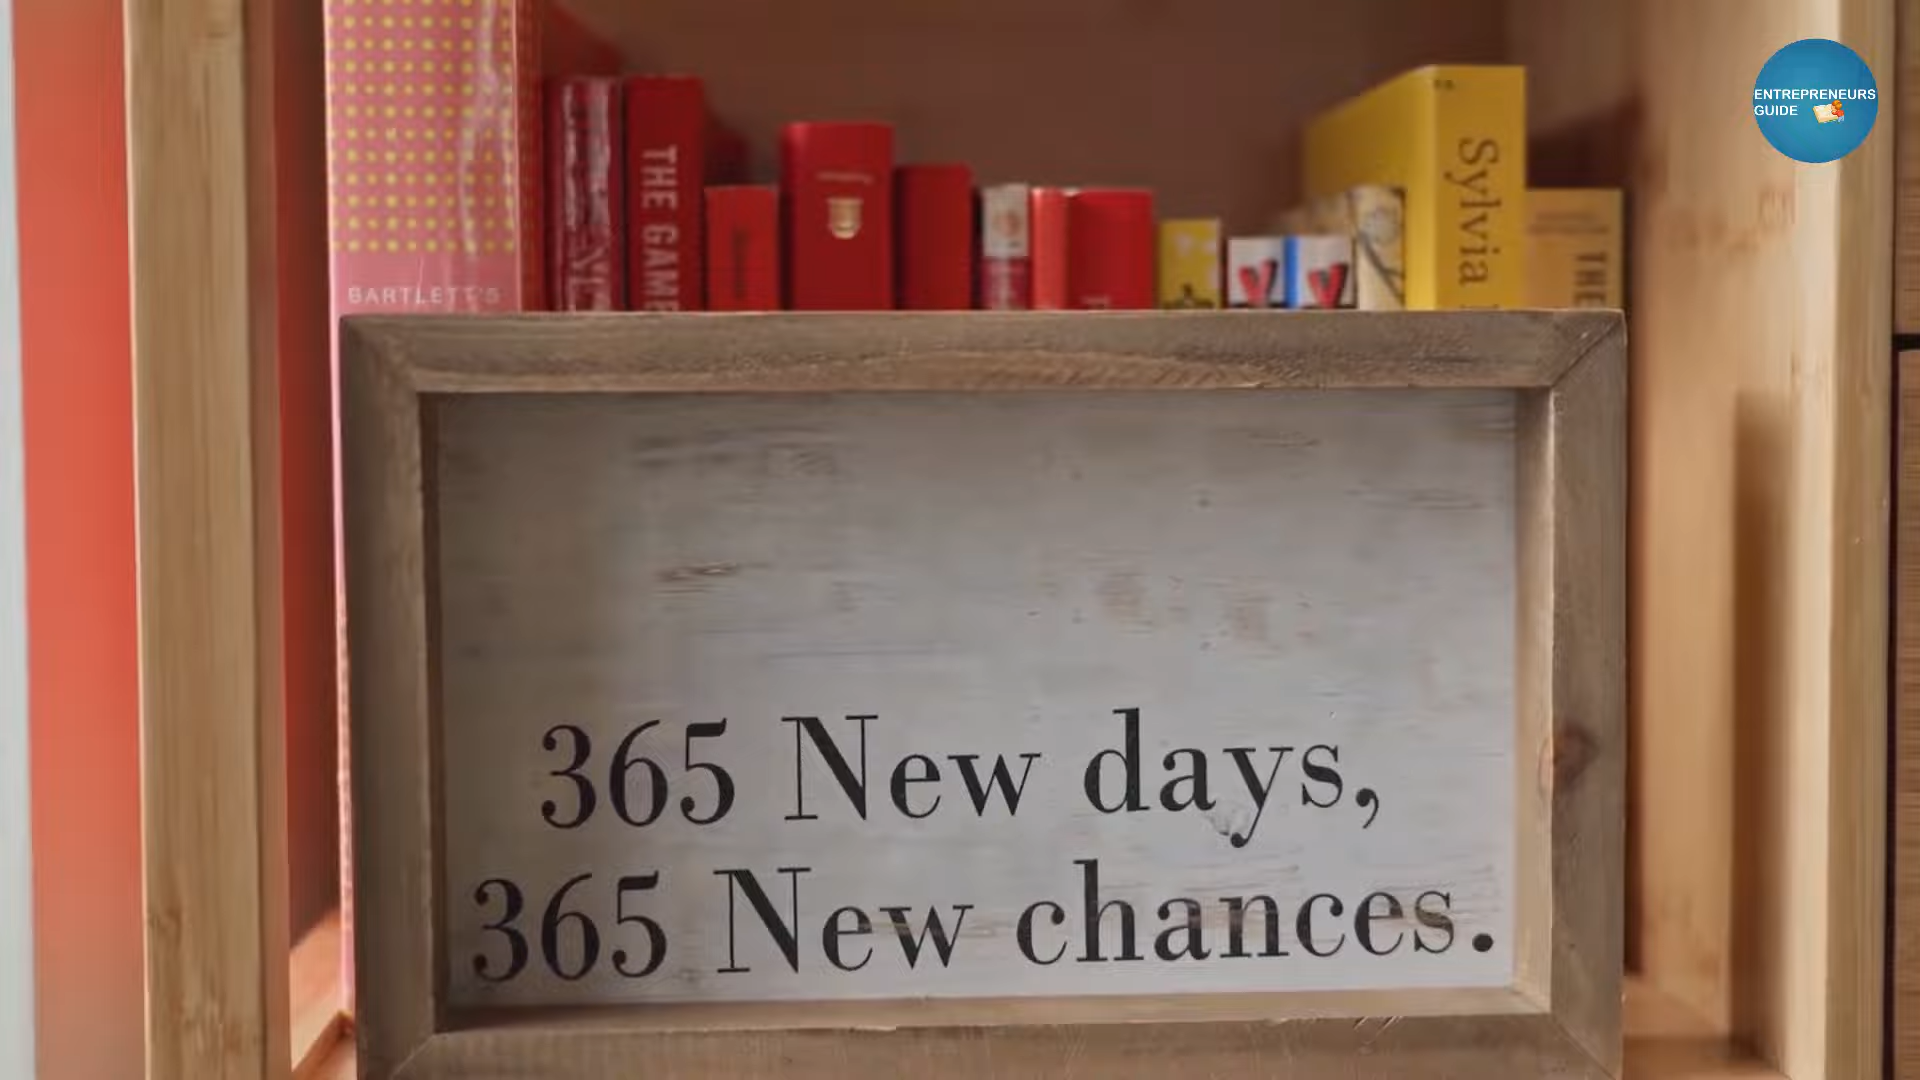 ENTREPRENEURS
GUIDE
BARTLETT'S
THE GAME
Sylvia
THE
365 New days,
365 New chances.